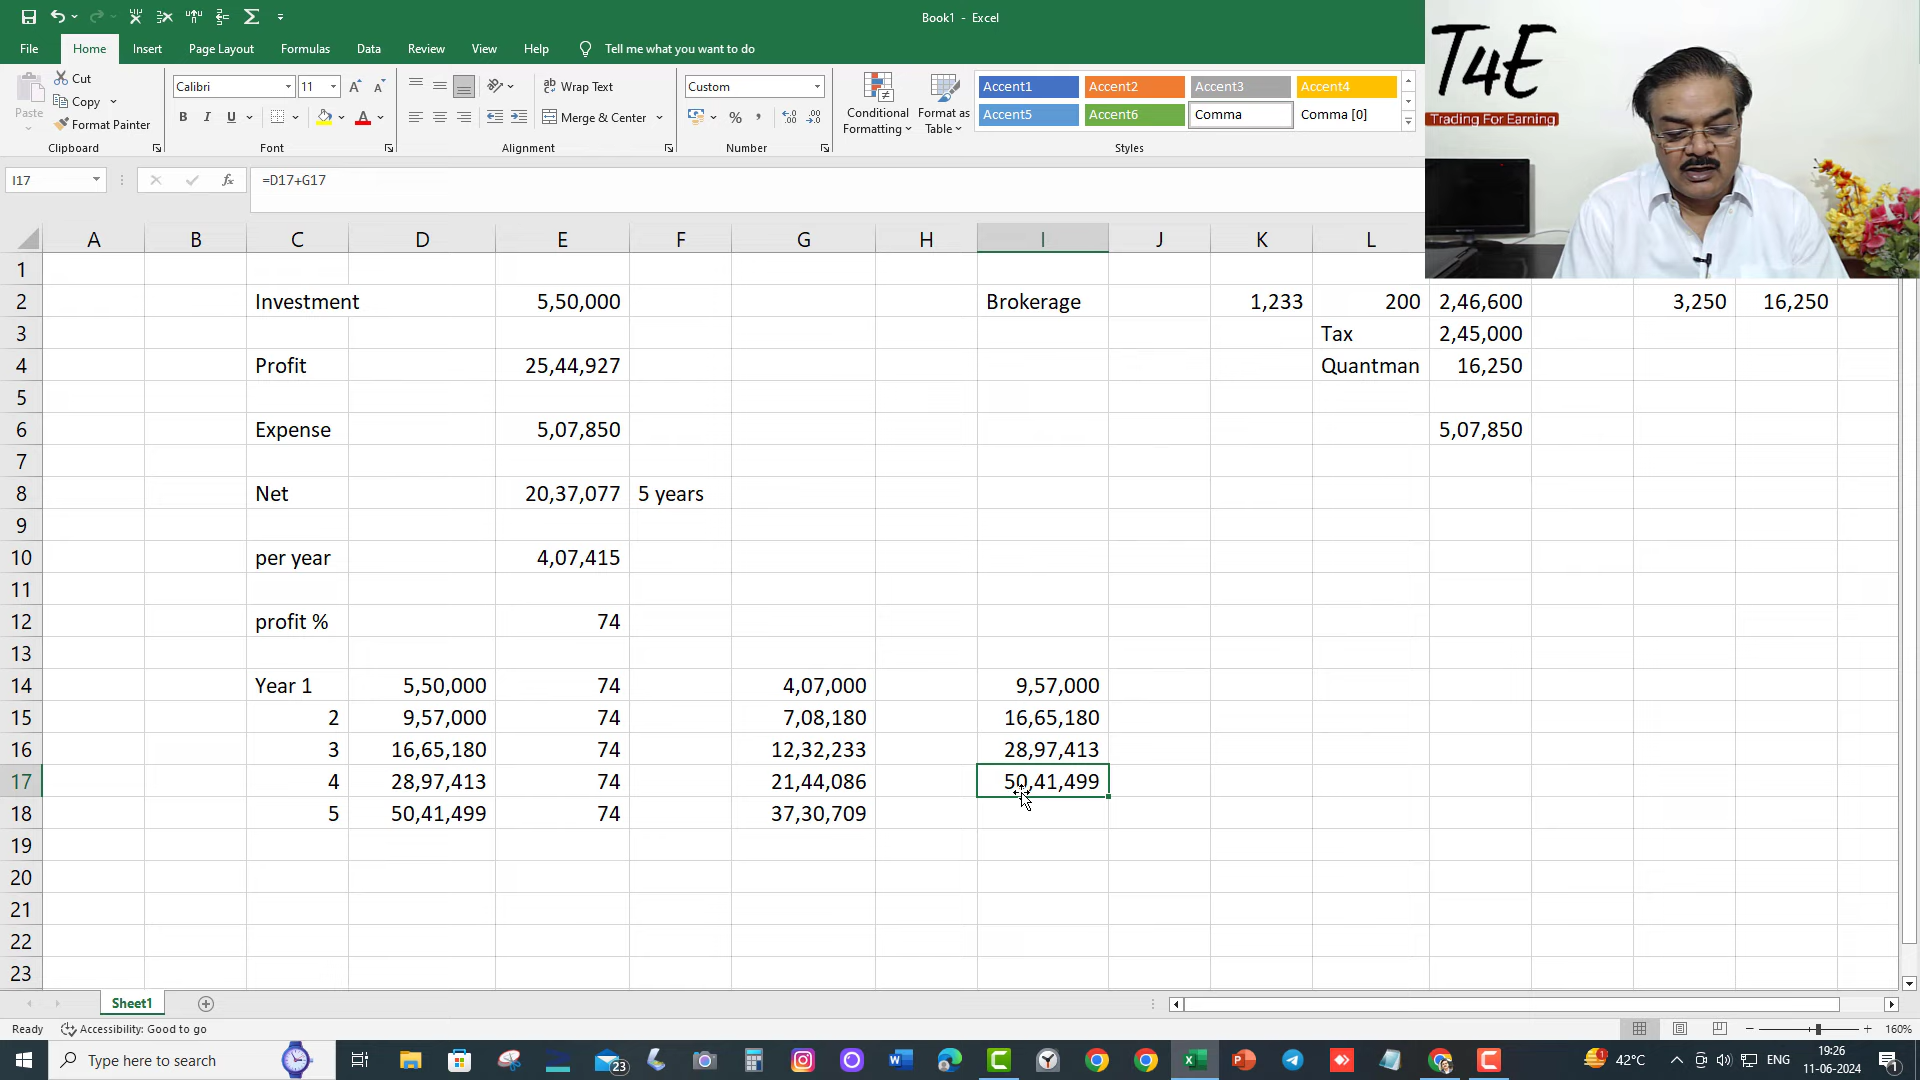 Book1 - Excel
File Home Insert Page Layout Formulas Data Review View Help Tell me what you want to do
Paste
Cut
Copy
Format Painter
Clipboard
Calibri 11
Font
Wrap Text
Merge & Center
Alignment
Custom
Number
Conditional Formatting
Format as Table
Accent1 Accent2 Accent3 Accent4
Accent5 Accent6 Comma Comma [0]
Styles
T4E
Trading For Earning
I17 fx =D17+G17
A B C D E F G H I J K L
1
2 Investment 5,50,000 Brokerage 1,233 200 2,46,600 3,250 16,250
3 Tax 2,45,000
4 Profit 25,44,927 Quantman 16,250
5
6 Expense 5,07,850 5,07,850
7
8 Net 20,37,077 5 years
9
10 per year 4,07,415
11
12 profit % 74
13
14 Year 1 5,50,000 74 4,07,000 9,57,000
15 2 9,57,000 74 7,08,180 16,65,180
16 3 16,65,180 74 12,32,233 28,97,413
17 4 28,97,413 74 21,44,086 50,41,499
18 5 50,41,499 74 37,30,709
19
20
21
22
23
Sheet1
Ready Accessibility: Good to go 160%
Type here to search 23 42°C ENG 19:26
11-06-2024